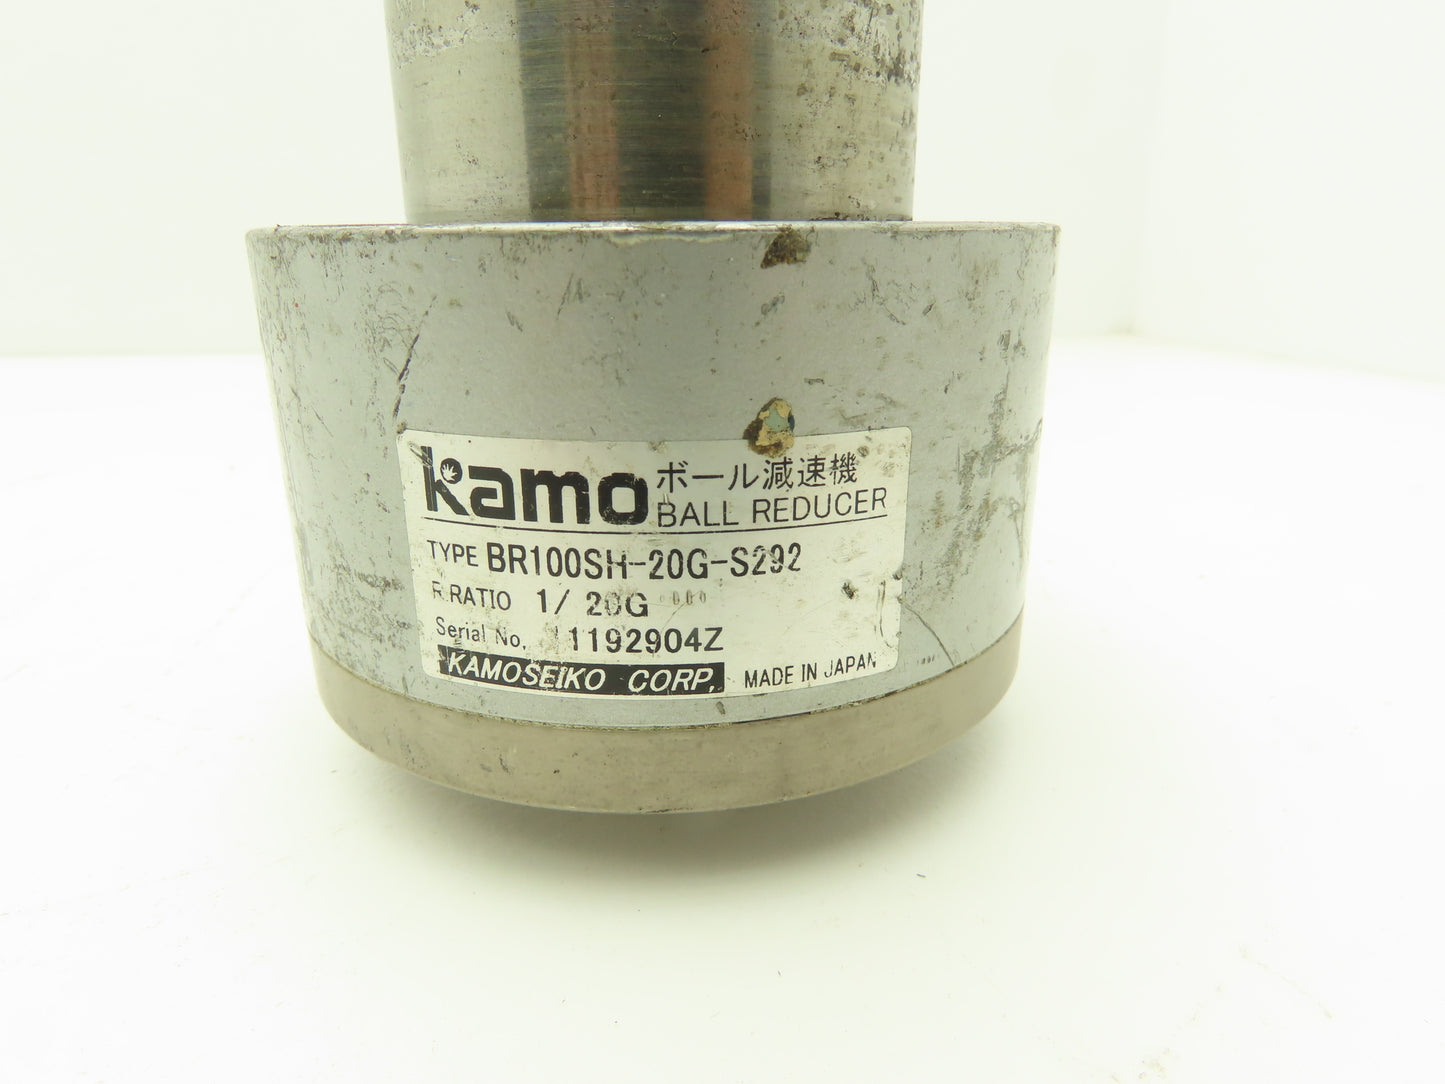 Kamo ボール減速機
BALL REDUCER
TYPE BR100SH-20G-S292
R.RATIO 1/ 20G
Serial No. 11192904Z
KAMOSEIKO CORP. MADE IN JAPAN